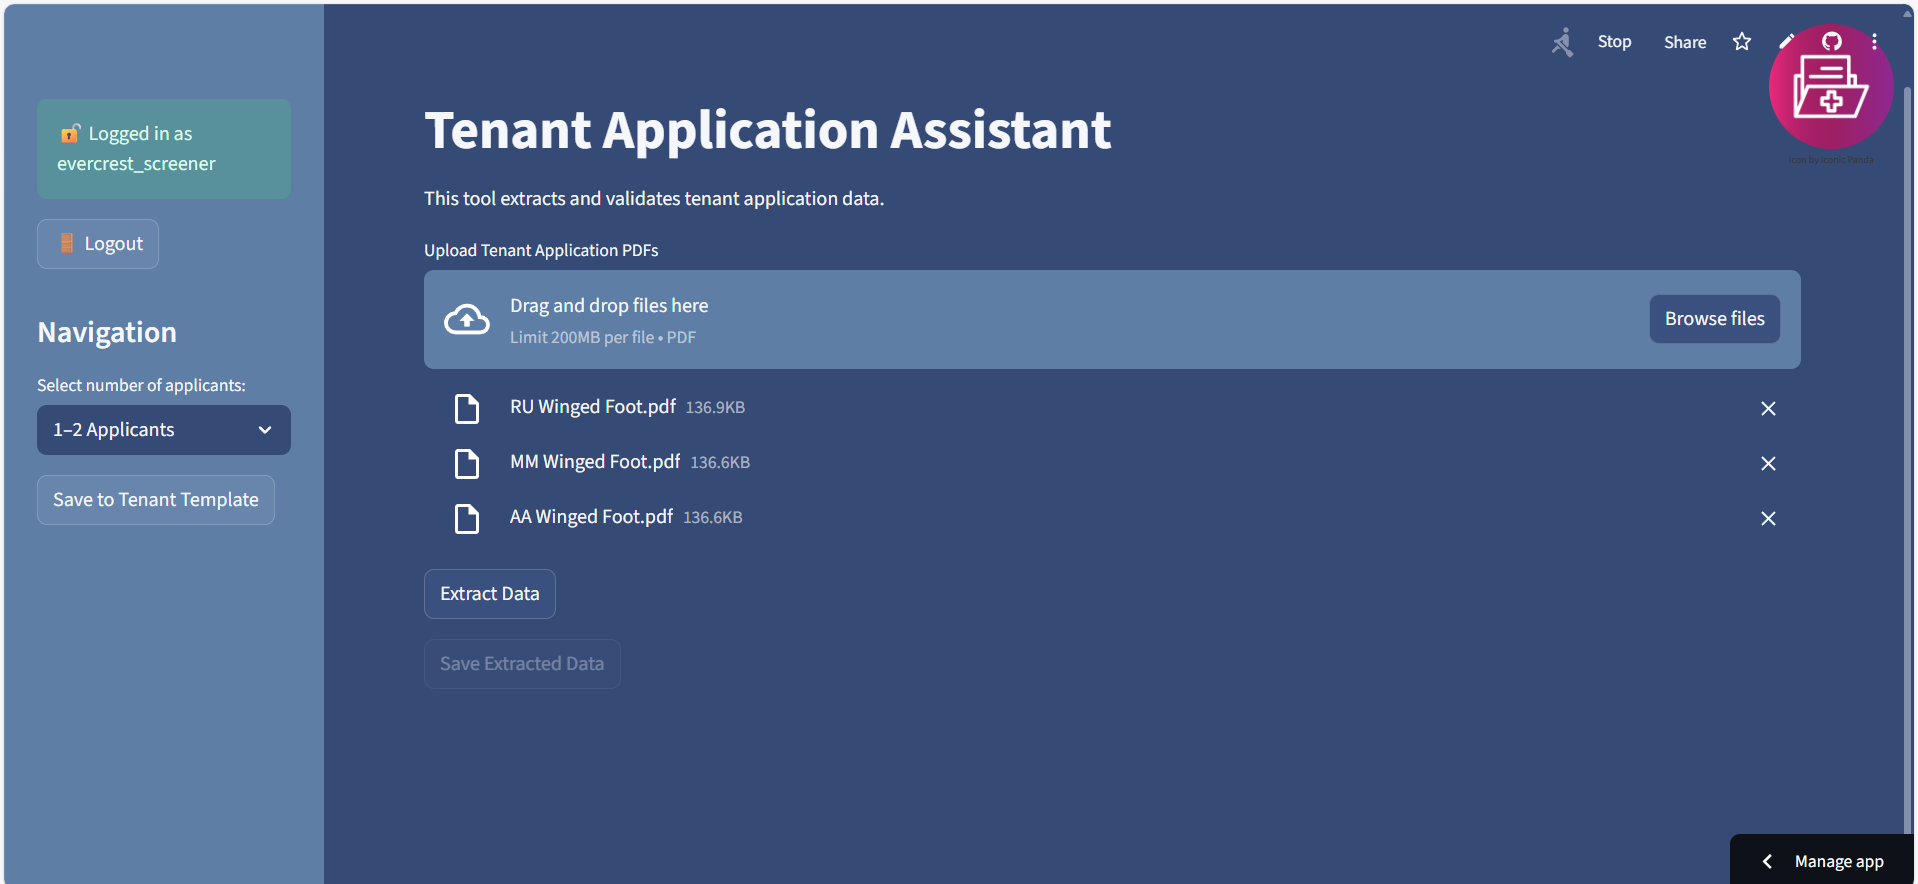 Stop
Share
Logged in as
evercrest_screener
Logout
Navigation
Select number of applicants:
1–2 Applicants
Save to Tenant Template
Tenant Application Assistant
This tool extracts and validates tenant application data.
Upload Tenant Application PDFs
Drag and drop files here
Limit 200MB per file • PDF
Browse files
RU Winged Foot.pdf 136.9KB
MM Winged Foot.pdf 136.6KB
AA Winged Foot.pdf 136.6KB
Extract Data
Save Extracted Data
Icon by Iconic Panda
Manage app